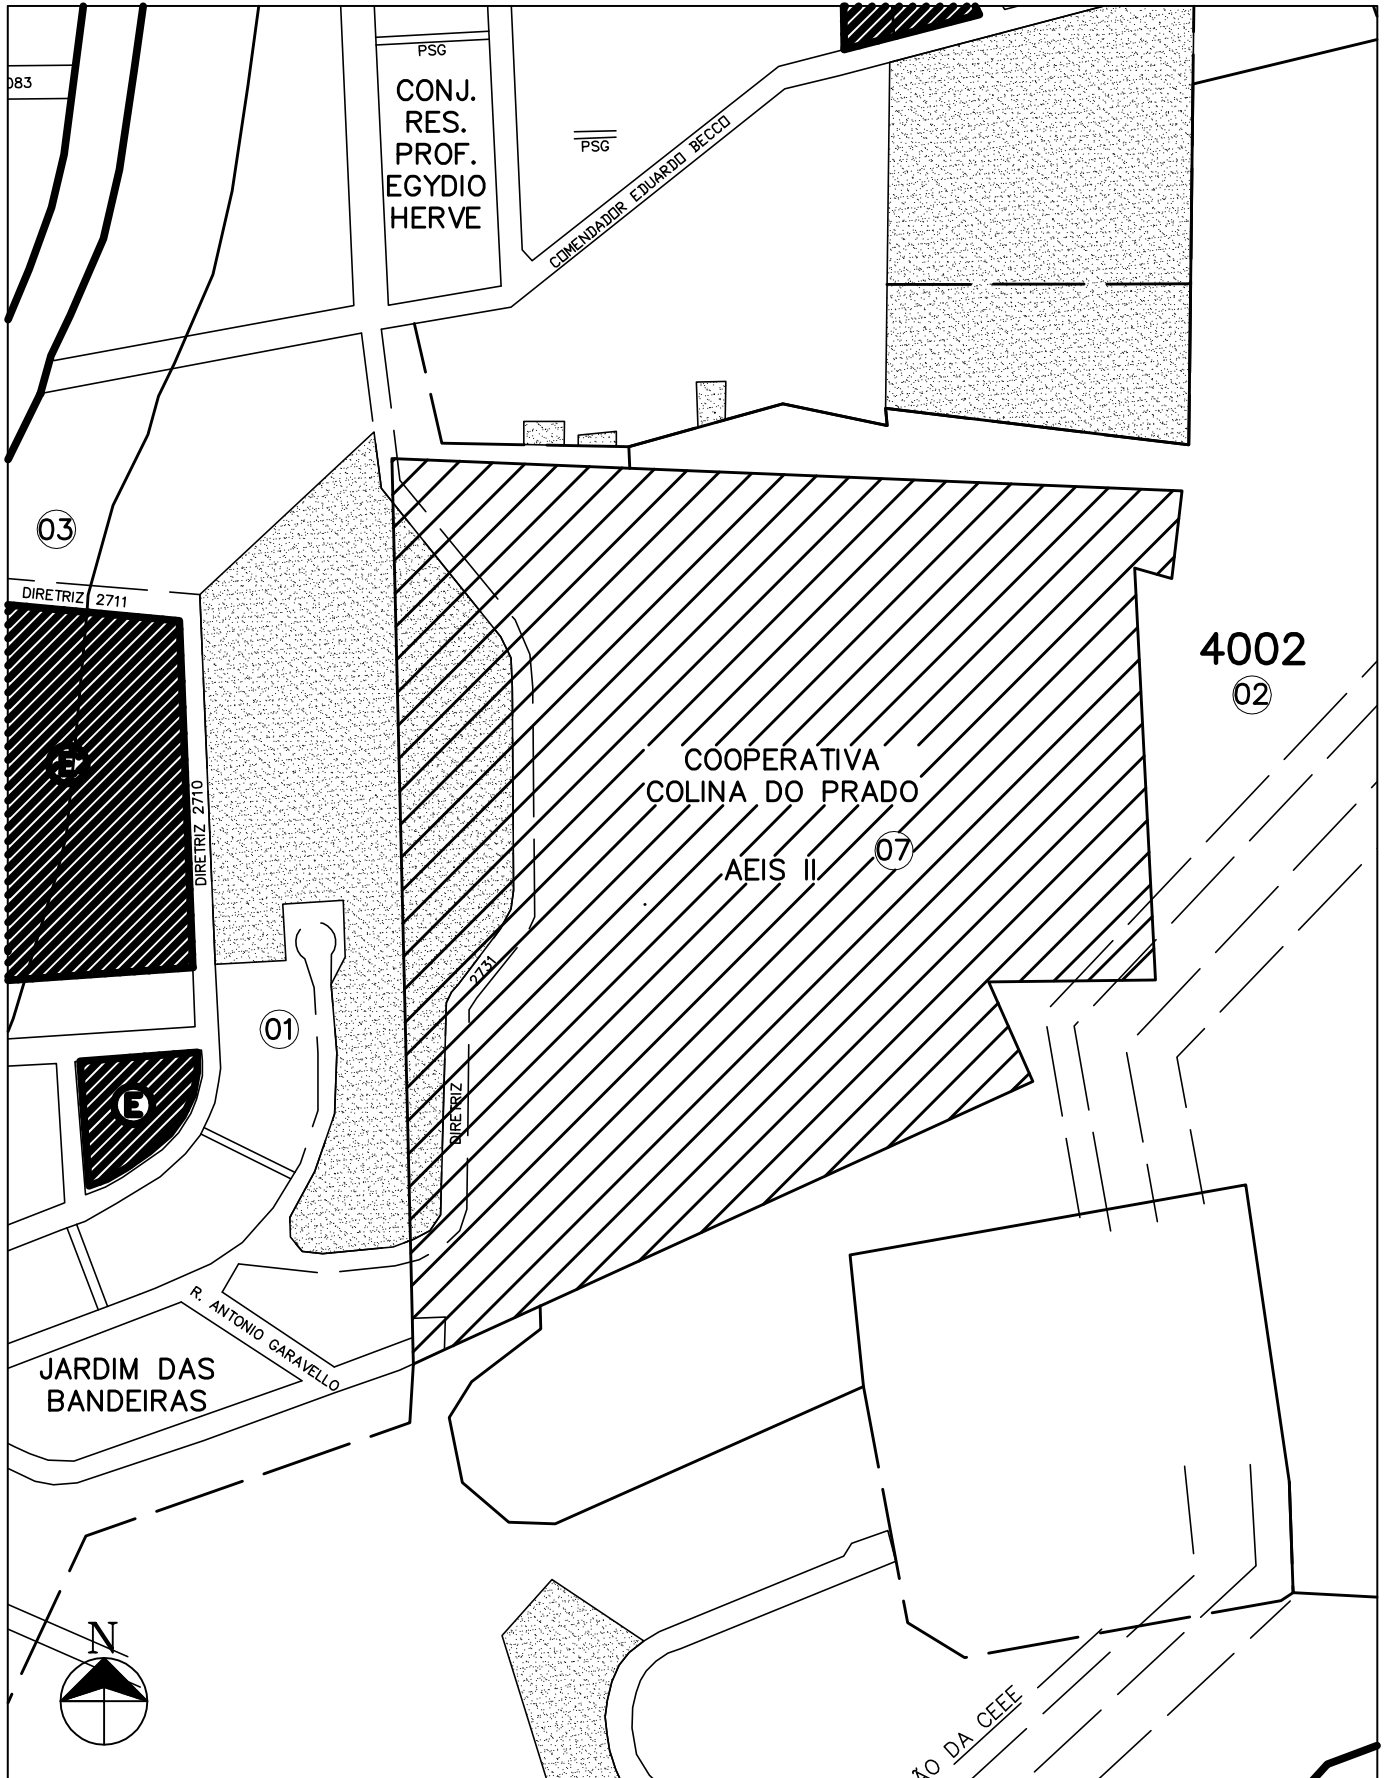 083
PSG
CONJ.
RES.
PROF.
EGYDIO
HERVE
PSG
COMENDADOR EDUARDO BECCO
03
DIRETRIZ 2711
4002
02
E
DIRETRIZ 2710
COOPERATIVA
COLINA DO PRADO
AEIS II
07
2731
DIRETRIZ
01
E
R. ANTONIO GARAVELLO
JARDIM DAS
BANDEIRAS
N
ÃO DA CEEE